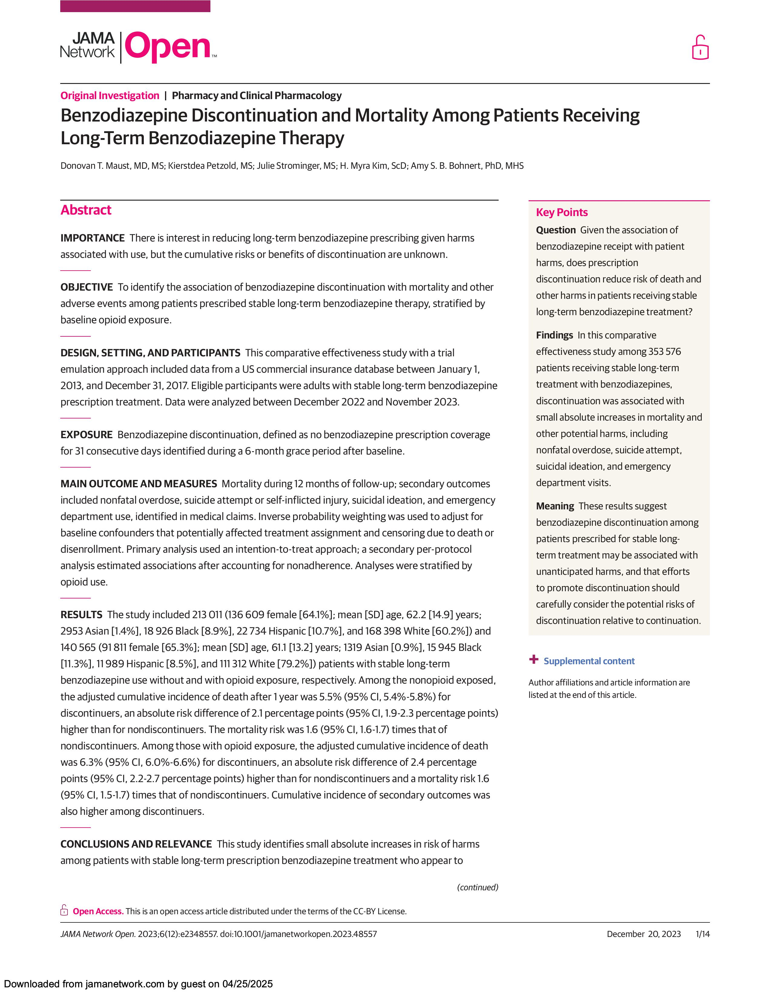 JAMA
Network
Open™
Original Investigation | Pharmacy and Clinical Pharmacology
Benzodiazepine Discontinuation and Mortality Among Patients Receiving
Long-Term Benzodiazepine Therapy
Donovan T. Maust, MD, MS; Kierstdea Petzold, MS; Julie Strominger, MS; H. Myra Kim, ScD; Amy S. B. Bohnert, PhD, MHS
Abstract
IMPORTANCE There is interest in reducing long-term benzodiazepine prescribing given harms
associated with use, but the cumulative risks or benefits of discontinuation are unknown.
OBJECTIVE To identify the association of benzodiazepine discontinuation with mortality and other
adverse events among patients prescribed stable long-term benzodiazepine therapy, stratified by
baseline opioid exposure.
DESIGN, SETTING, AND PARTICIPANTS This comparative effectiveness study with a trial
emulation approach included data from a US commercial insurance database between January 1,
2013, and December 31, 2017. Eligible participants were adults with stable long-term benzodiazepine
prescription treatment. Data were analyzed between December 2022 and November 2023.
EXPOSURE Benzodiazepine discontinuation, defined as no benzodiazepine prescription coverage
for 31 consecutive days identified during a 6-month grace period after baseline.
MAIN OUTCOME AND MEASURES Mortality during 12 months of follow-up; secondary outcomes
included nonfatal overdose, suicide attempt or self-inflicted injury, suicidal ideation, and emergency
department use, identified in medical claims. Inverse probability weighting was used to adjust for
baseline confounders that potentially affected treatment assignment and censoring due to death or
disenrollment. Primary analysis used an intention-to-treat approach; a secondary per-protocol
analysis estimated associations after accounting for nonadherence. Analyses were stratified by
opioid use.
RESULTS The study included 213 011 (136 609 female [64.1%]; mean [SD] age, 62.2 [14.9] years;
2953 Asian [1.4%], 18 926 Black [8.9%], 22 734 Hispanic [10.7%], and 168 398 White [60.2%]) and
140 565 (91 811 female [65.3%]; mean [SD] age, 61.1 [13.2] years; 1319 Asian [0.9%], 15 945 Black
[11.3%], 11 989 Hispanic [8.5%], and 111 312 White [79.2%]) patients with stable long-term
benzodiazepine use without and with opioid exposure, respectively. Among the nonopioid exposed,
the adjusted cumulative incidence of death after 1 year was 5.5% (95% CI, 5.4%-5.8%) for
discontinuers, an absolute risk difference of 2.1 percentage points (95% CI, 1.9-2.3 percentage points)
higher than for nondiscontinuers. The mortality risk was 1.6 (95% CI, 1.6-1.7) times that of
nondiscontinuers. Among those with opioid exposure, the adjusted cumulative incidence of death
was 6.3% (95% CI, 6.0%-6.6%) for discontinuers, an absolute risk difference of 2.4 percentage
points (95% CI, 2.2-2.7 percentage points) higher than for nondiscontinuers and a mortality risk 1.6
(95% CI, 1.5-1.7) times that of nondiscontinuers. Cumulative incidence of secondary outcomes was
also higher among discontinuers.
CONCLUSIONS AND RELEVANCE This study identifies small absolute increases in risk of harms
among patients with stable long-term prescription benzodiazepine treatment who appear to
(continued)
Key Points
Question Given the association of
benzodiazepine receipt with patient
harms, does prescription
discontinuation reduce risk of death and
other harms in patients receiving stable
long-term benzodiazepine treatment?
Findings In this comparative
effectiveness study among 353 576
patients receiving stable long-term
treatment with benzodiazepines,
discontinuation was associated with
small absolute increases in mortality and
other potential harms, including
nonfatal overdose, suicide attempt,
suicidal ideation, and emergency
department visits.
Meaning These results suggest
benzodiazepine discontinuation among
patients prescribed for stable long-
term treatment may be associated with
unanticipated harms, and that efforts
to promote discontinuation should
carefully consider the potential risks of
discontinuation relative to continuation.
+ Supplemental content
Author affiliations and article information are
listed at the end of this article.
Open Access. This is an open access article distributed under the terms of the CC-BY License.
JAMA Network Open. 2023;6(12):e2348557. doi:10.1001/jamanetworkopen.2023.48557
December 20, 2023 1/14
Downloaded from jamanetwork.com by guest on 04/25/2025